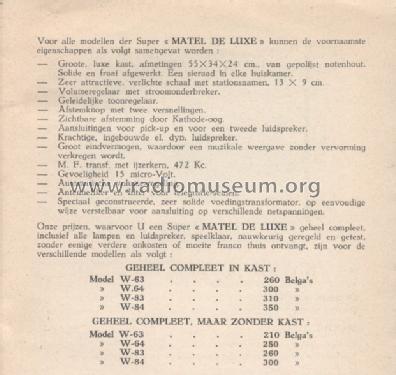 Voor alle modellen der Super « MATEL DE LUXE » kunnen de voornaamste
eigenschappen als volgt samengevat worden :
— Groote, luxe kast, afmetingen 55×34×24 cm., van gepolijst notenhout.
Solide en fraai afgewerkt. Een sieraad in elke huiskamer.
— Zeer attractieve, verlichte schaal met stationsnamen, 13 × 9 cm.
— Volumeregelaar met stroomonderbreker.
— Geleidelijke toonregelaar.
— Afstemknop met twee versnellingen.
— Zichtbare afstemming door Kathode-oog.
— Aansluitingen voor pick-up en voor een tweede luidspreker.
— Krachtige, ingebouwde el. dyn. luidspreker.
— Groot eindvermogen, waardoor een muzikale weergave zonder vervorming
verkregen wordt.
— M. F. transf. met ijzerkern, 472 Kc.
— Gevoeligheid 15 micro-Volt.
www.radiomuseum.org
— Speciaal geconstrueerde, zeer solide voedingstransformator, op eenvoudige
wijze verstelbaar voor aansluiting op verschillende netspanningen.
Onze prijzen, waarvoor U een Super « MATEL DE LUXE » geheel compleet,
inclusief alle lampen en luidspreker, speelklaar, nauwkeurig geregeld en getest,
zonder eenige verdere onkosten of moeite franco thuis ontvangt, zijn voor de
verschillende modellen als volgt :
GEHEEL COMPLEET IN KAST :
Model W-63 . . . . 260 Belga's
» W.64 . . . . 300 »
» W-83 . . . . 310 »
» W-84 . . . . 350 »
GEHEEL COMPLEET, MAAR ZONDER KAST :
Model W-63 . . . . 210 Belga's
» W-64 . . . . 250 »
» W-83 . . . . 260 »
» W-84 . . . . 300 »